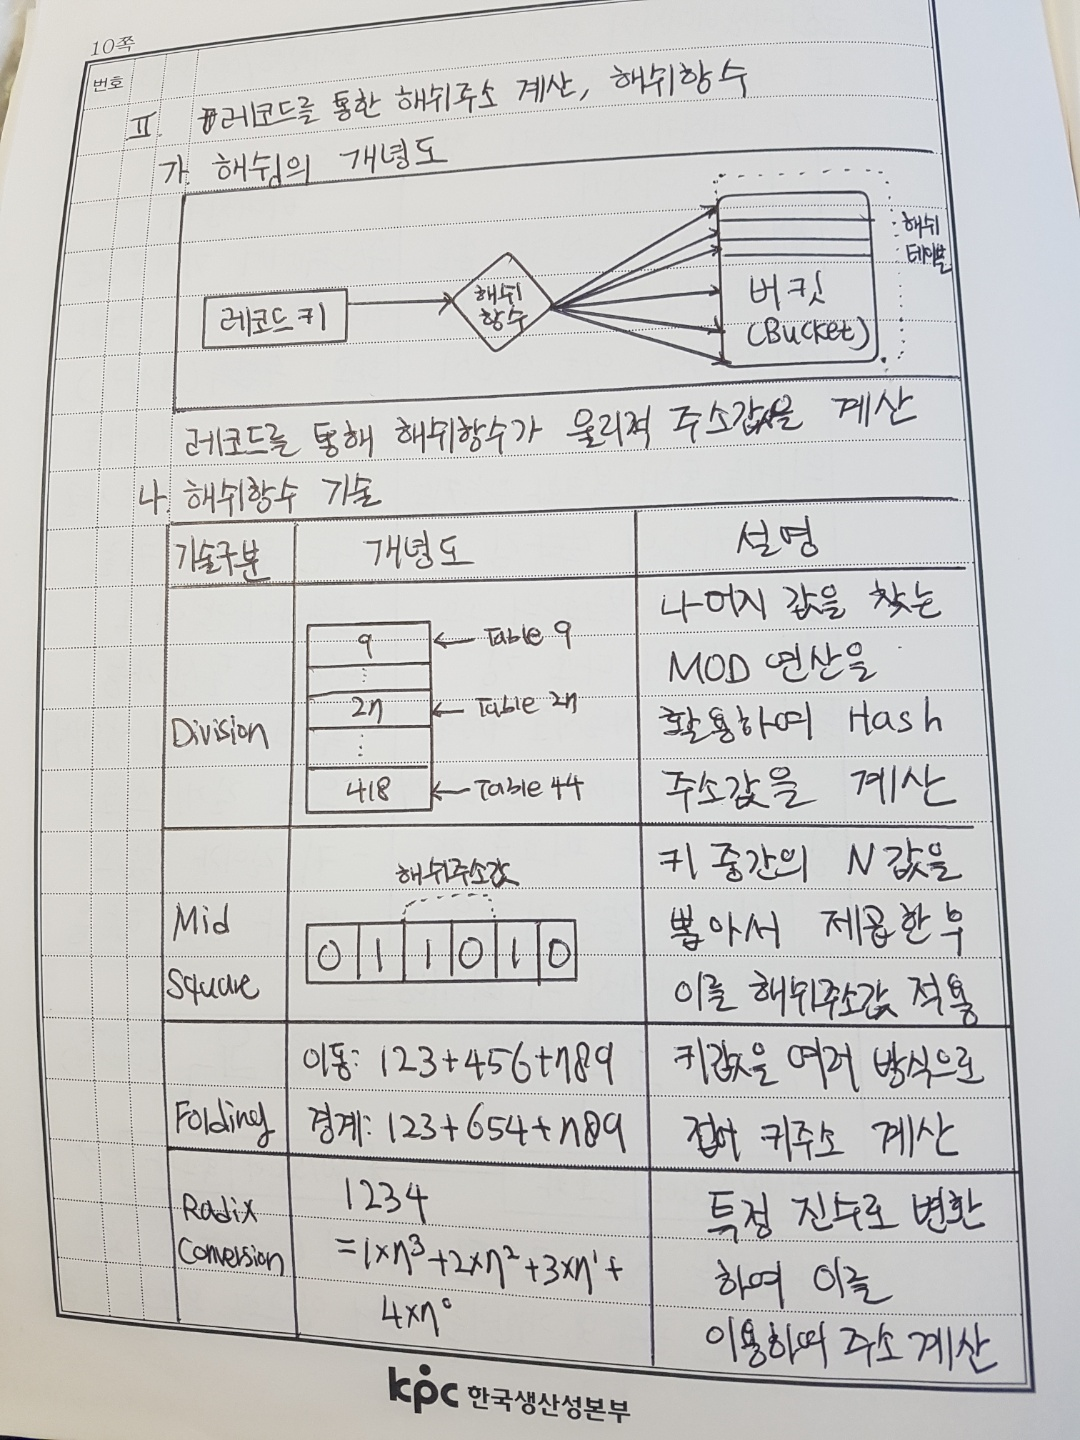 10쪽
번호
II. 레코드를 통한 해쉬주소 계산, 해쉬함수
가. 해슁의 개념도
레코드 키
해쉬
함수
버킷
(Bucket)
해쉬
테이블
레코드를 통해 해쉬함수가 물리적 주소값을 계산
나. 해쉬함수 기술
기술구분 개념도 설명
Division
9 ← Table 9
⋮
27 ← Table 27
⋮
418 ← Table 44
나머지 값을 찾는
MOD 연산을
활용하여 Hash
주소값을 계산
Mid
Square
해쉬주소값
0 1 1 0 1 0
키 중간의 N값을
뽑아서 제곱한 후
이를 해쉬주소값 적용
Folding
이동: 123+456+789
경계: 123+654+789
키값을 여러 방식으로
접어 키주소 계산
Radix
Conversion
1234
=1×7³+2×7²+3×7¹+
4×7⁰
특정 진수로 변환
하여 이를
이용하여 주소 계산
kpc 한국생산성본부